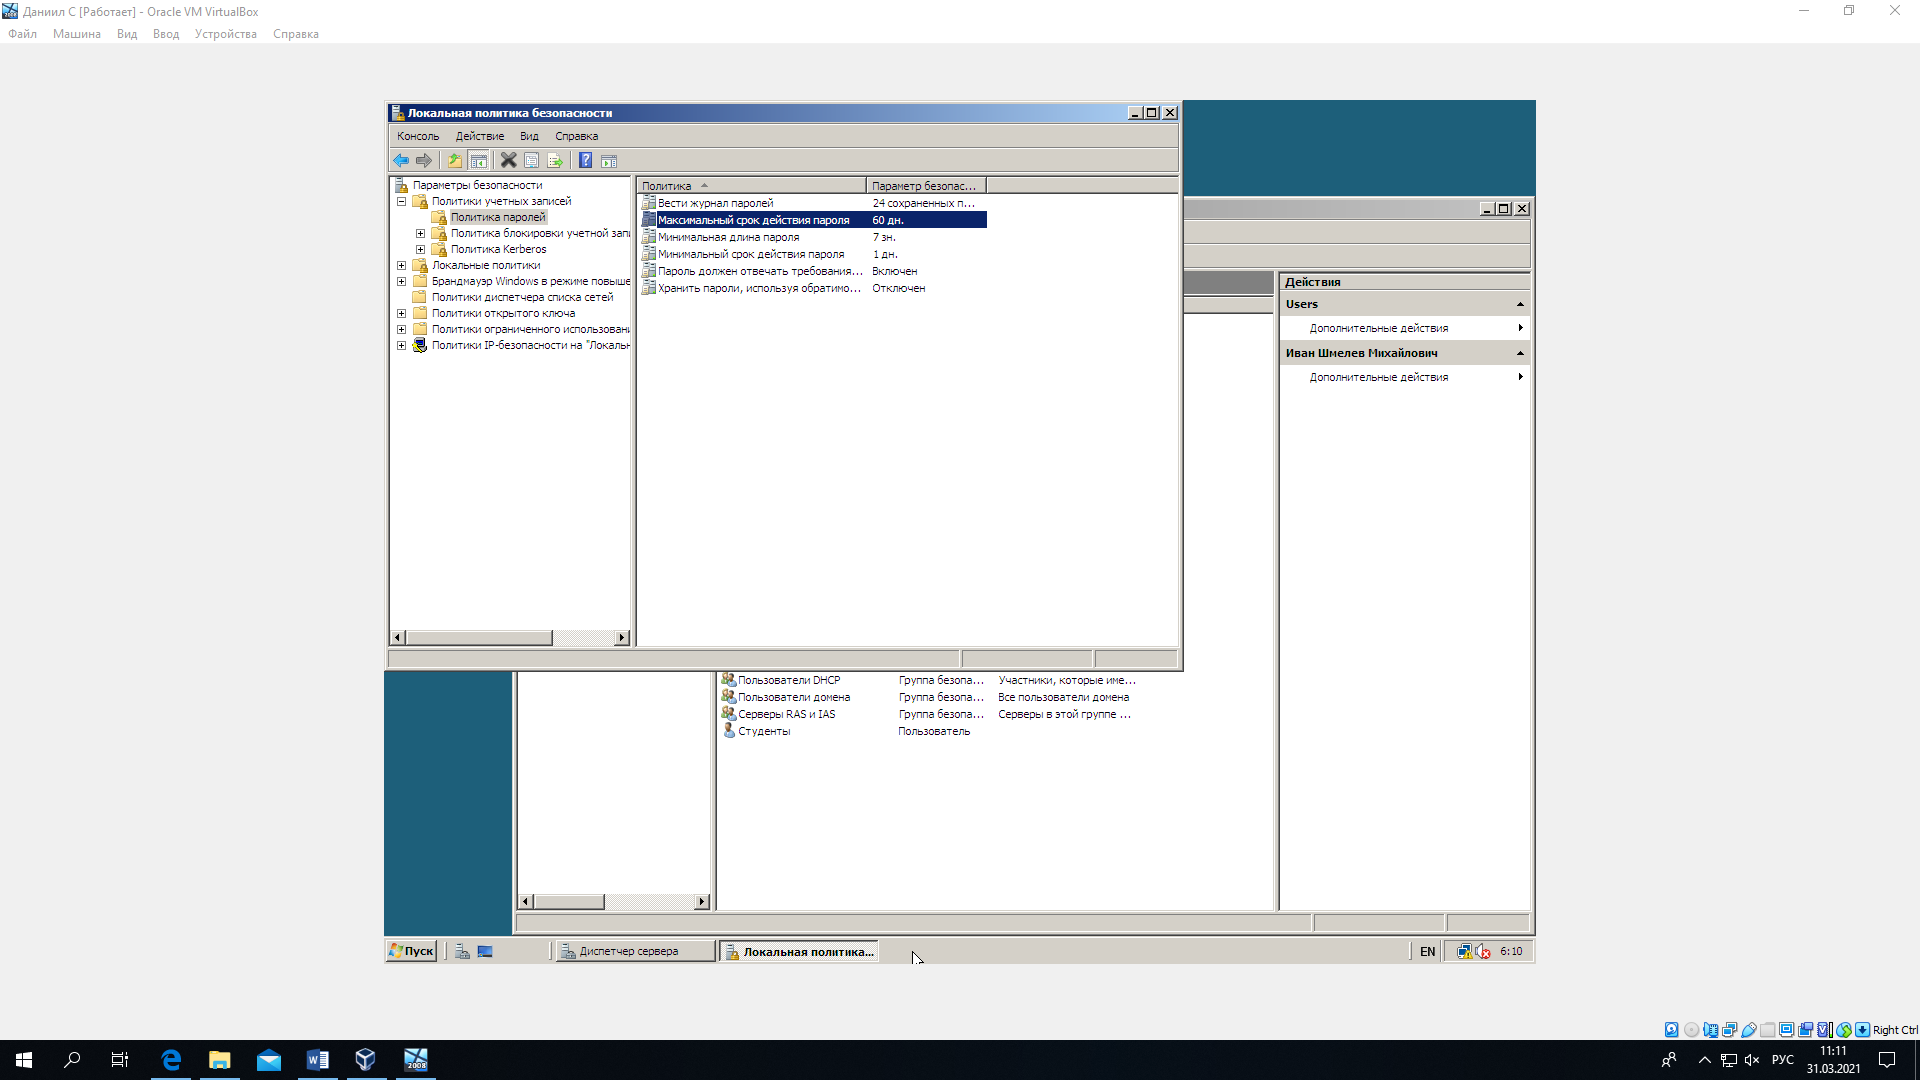 Даниил С [Работает] - Oracle VM VirtualBox
Файл Машина Вид Ввод Устройства Справка
Локальная политика безопасности
Консоль Действие Вид Справка
Параметры безопасности
Политики учетных записей
Политика паролей
Политика блокировки учетной запи
Политика Kerberos
Локальные политики
Брандмауэр Windows в режиме повыше
Политики диспетчера списка сетей
Политики открытого ключа
Политики ограниченного использовани
Политики IP-безопасности на "Локальн
Политика Параметр безопас...
Вести журнал паролей 24 сохраненных п...
Максимальный срок действия пароля 60 дн.
Минимальная длина пароля 7 зн.
Минимальный срок действия пароля 1 дн.
Пароль должен отвечать требования... Включен
Хранить пароли, используя обратимо... Отключен
Действия
Users
Дополнительные действия
Иван Шмелев Михайлович
Дополнительные действия
Пользователи DHCP Группа безопа... Участники, которые име...
Пользователи домена Группа безопа... Все пользователи домена
Серверы RAS и IAS Группа безопа... Серверы в этой группе ...
Студенты Пользователь
Пуск Диспетчер сервера Локальная политика... EN 6:10
Right Ctrl
2008
РУС 11:11
31.03.2021